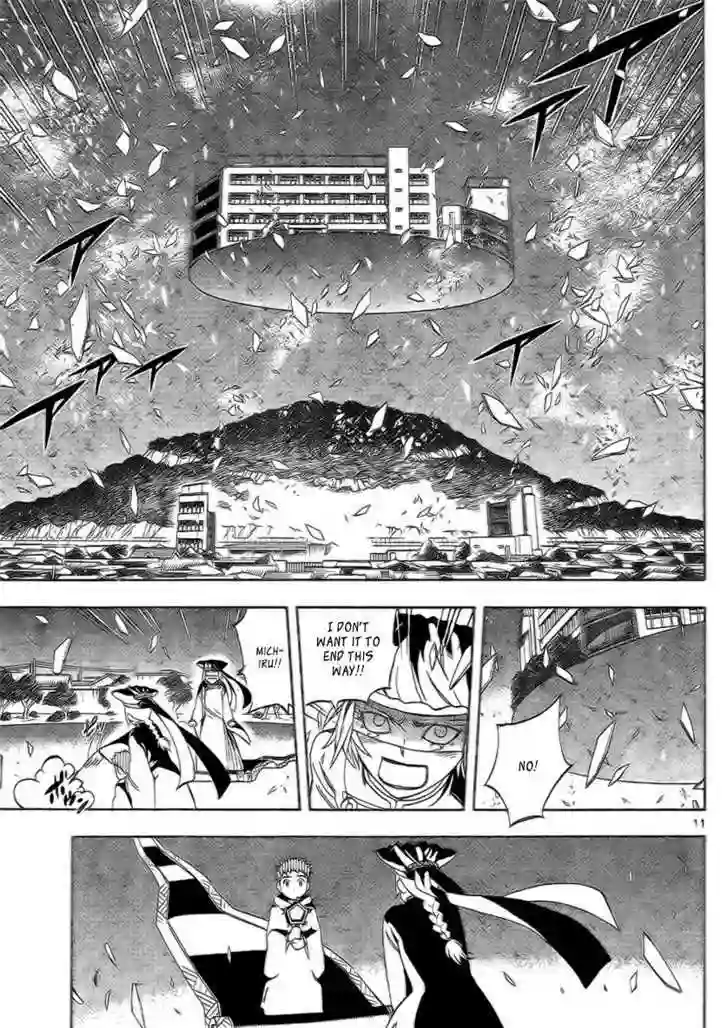 ア
ア
ア
ア
ア
ア
NO!
I DON'T
WANT IT TO
END THIS
WAY!!
MICH-
IRU!!
11